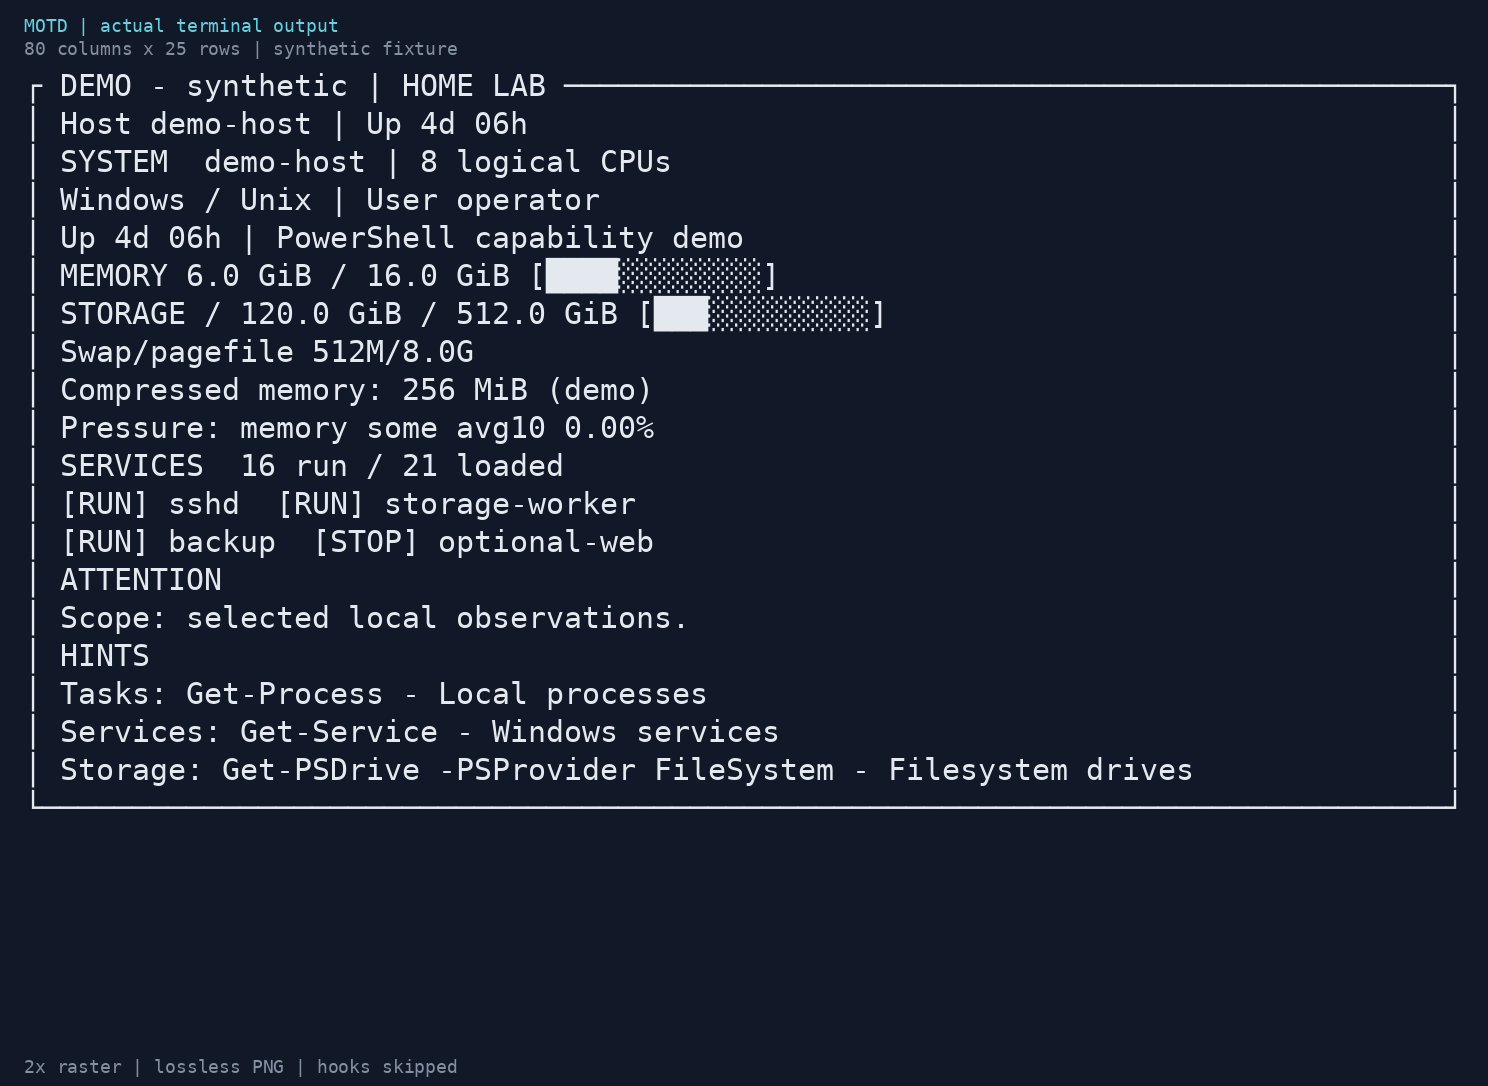 MOTD | actual terminal output
80 columns x 25 rows | synthetic fixture
DEMO - synthetic | HOME LAB
Host demo-host | Up 4d 06h
SYSTEM  demo-host | 8 logical CPUs
Windows / Unix | User operator
Up 4d 06h | PowerShell capability demo
MEMORY 6.0 GiB / 16.0 GiB [████░░░░░░░░]
STORAGE / 120.0 GiB / 512.0 GiB [███░░░░░░░░░]
Swap/pagefile 512M/8.0G
Compressed memory: 256 MiB (demo)
Pressure: memory some avg10 0.00%
SERVICES  16 run / 21 loaded
[RUN] sshd  [RUN] storage-worker
[RUN] backup  [STOP] optional-web
ATTENTION
Scope: selected local observations.
HINTS
Tasks: Get-Process - Local processes
Services: Get-Service - Windows services
Storage: Get-PSDrive -PSProvider FileSystem - Filesystem drives
2x raster | lossless PNG | hooks skipped